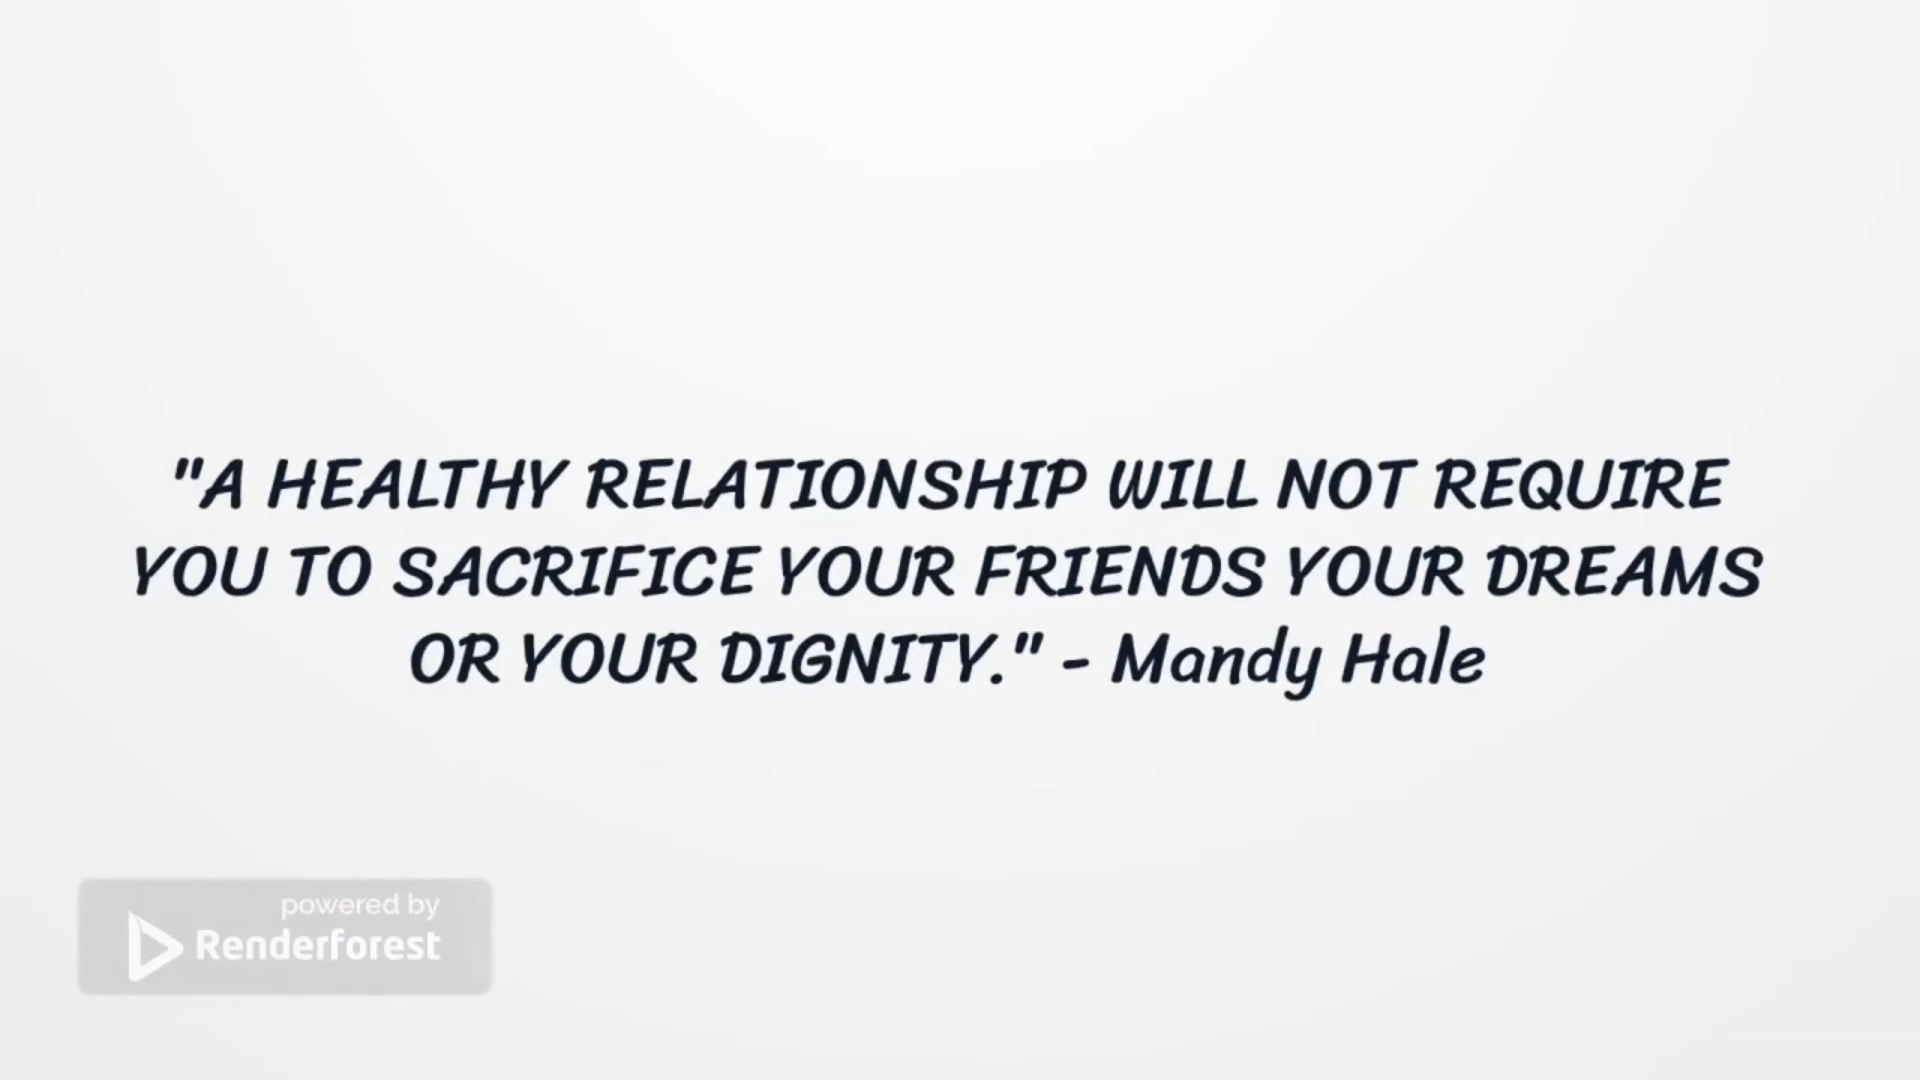 "A HEALTHY RELATIONSHIP WILL NOT REQUIRE
YOU TO SACRIFICE YOUR FRIENDS YOUR DREAMS
OR YOUR DIGNITY." - Mandy Hale
powered by
Renderforest